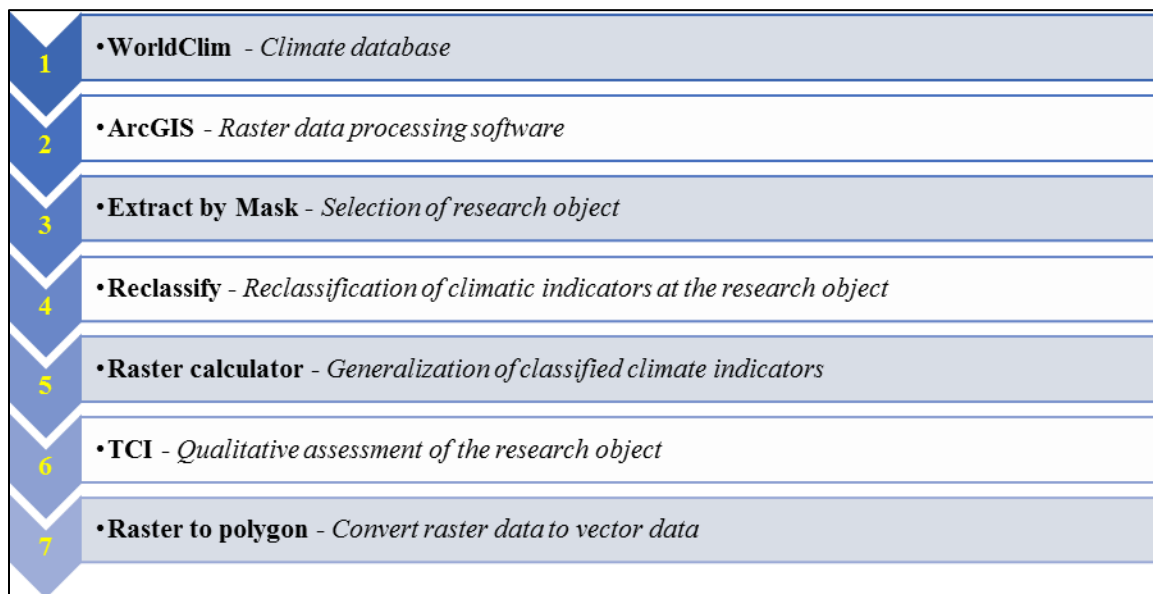 1
•WorldClim - Climate database
2
•ArcGIS - Raster data processing software
3
•Extract by Mask - Selection of research object
4
•Reclassify - Reclassification of climatic indicators at the research object
5
•Raster calculator - Generalization of classified climate indicators
6
•TCI - Qualitative assessment of the research object
7
•Raster to polygon - Convert raster data to vector data